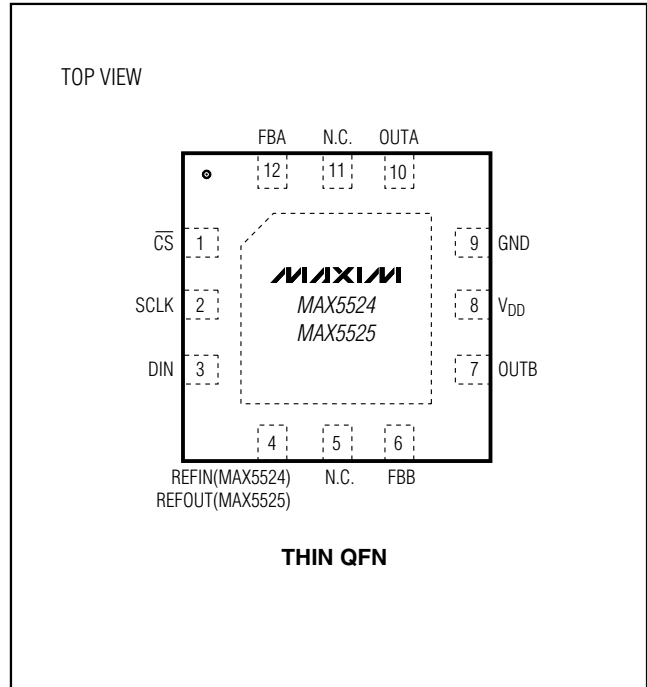 TOP VIEW
FBA N.C. OUTA
12 11 10
CS 1 9 GND
MAXIM
SCLK 2 MAX5524 8 VDD
MAX5525
DIN 3 7 OUTB
4 5 6
REFIN(MAX5524) N.C. FBB
REFOUT(MAX5525)
THIN QFN